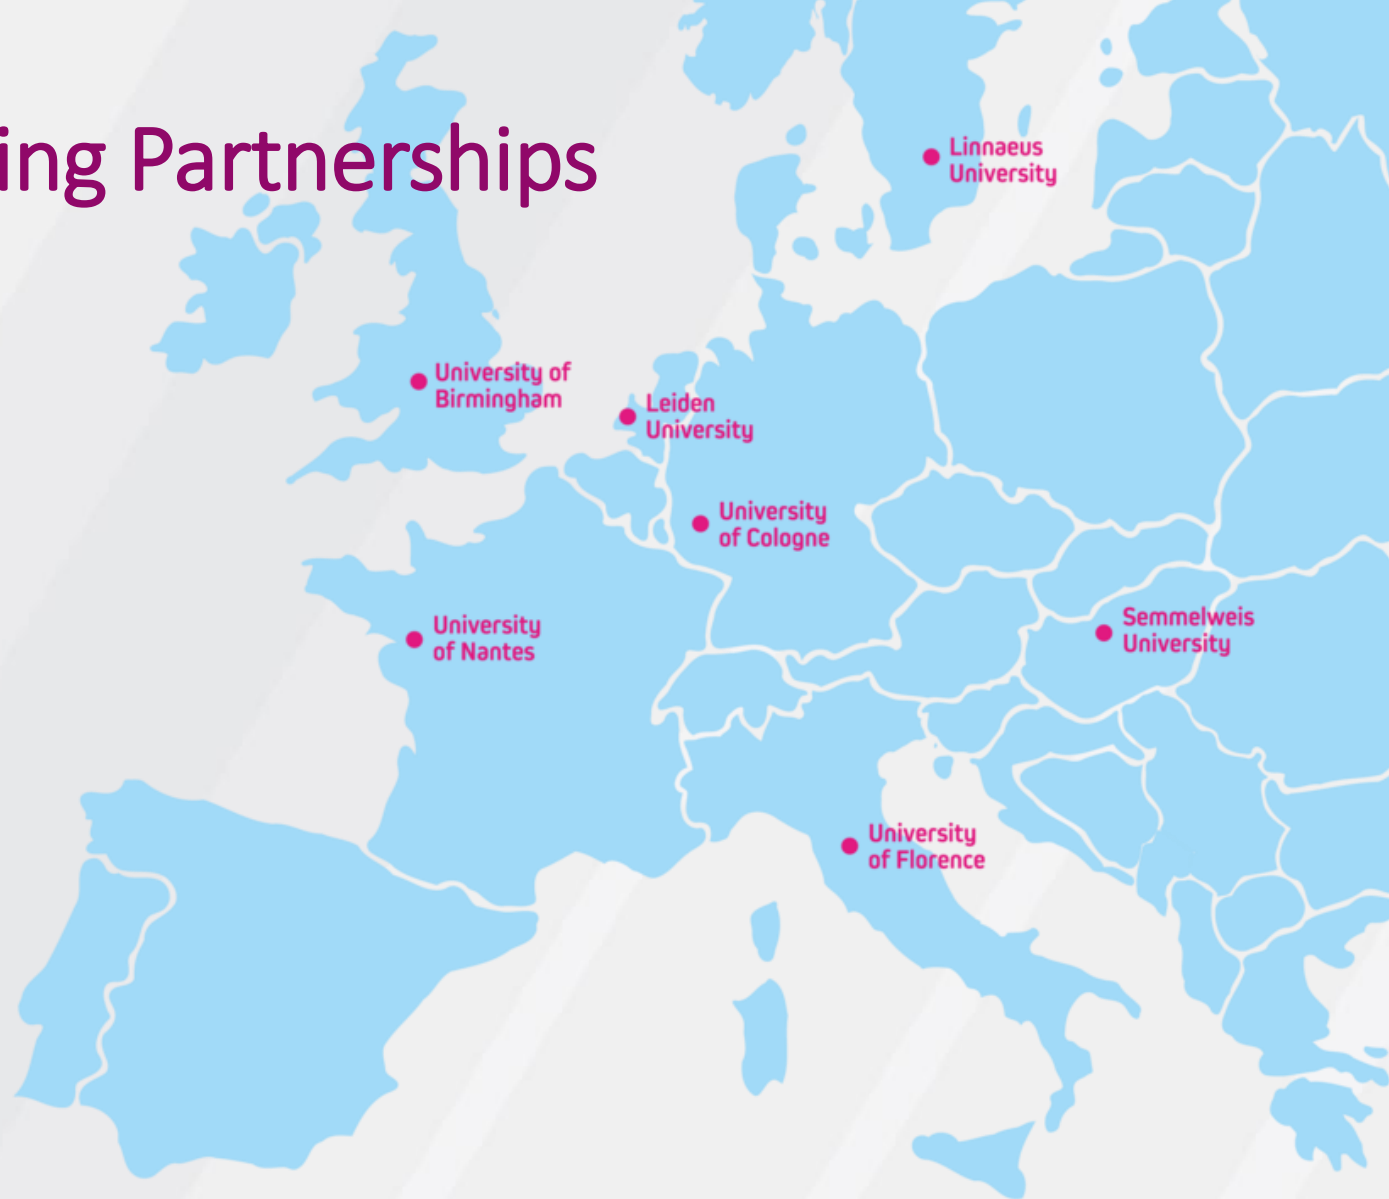 ing Partnerships
Linnaeus
University
University of
Birmingham
Leiden
University
University
of Cologne
Semmelweis
University
University
of Nantes
University
of Florence